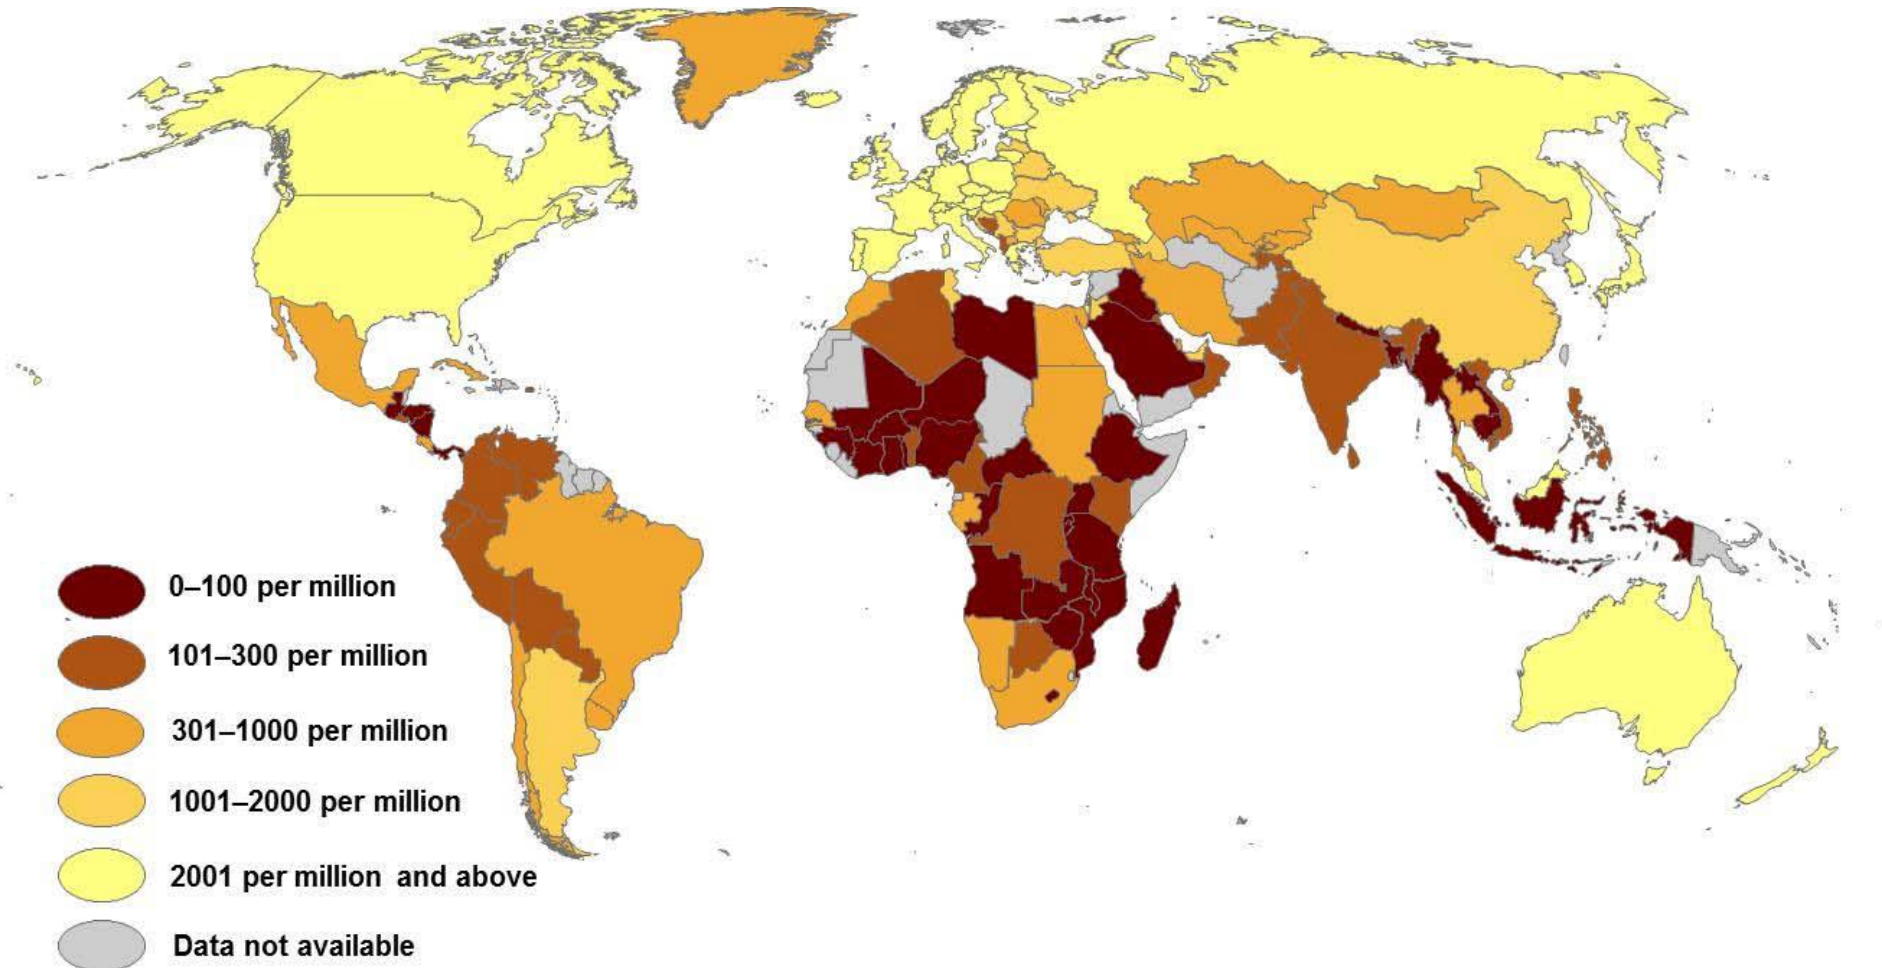 0–100 per million
101–300 per million
301–1000 per million
1001–2000 per million
2001 per million and above
Data not available